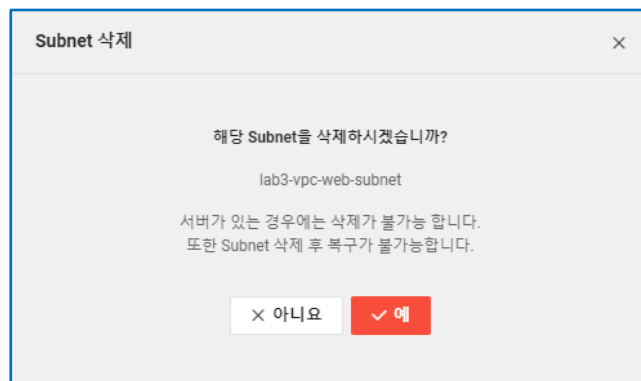 Subnet 삭제
해당 Subnet을 삭제하시겠습니까?
lab3-vpc-web-subnet
서버가 있는 경우에는 삭제가 불가능 합니다.
또한 Subnet 삭제 후 복구가 불가능합니다.
아니요
예